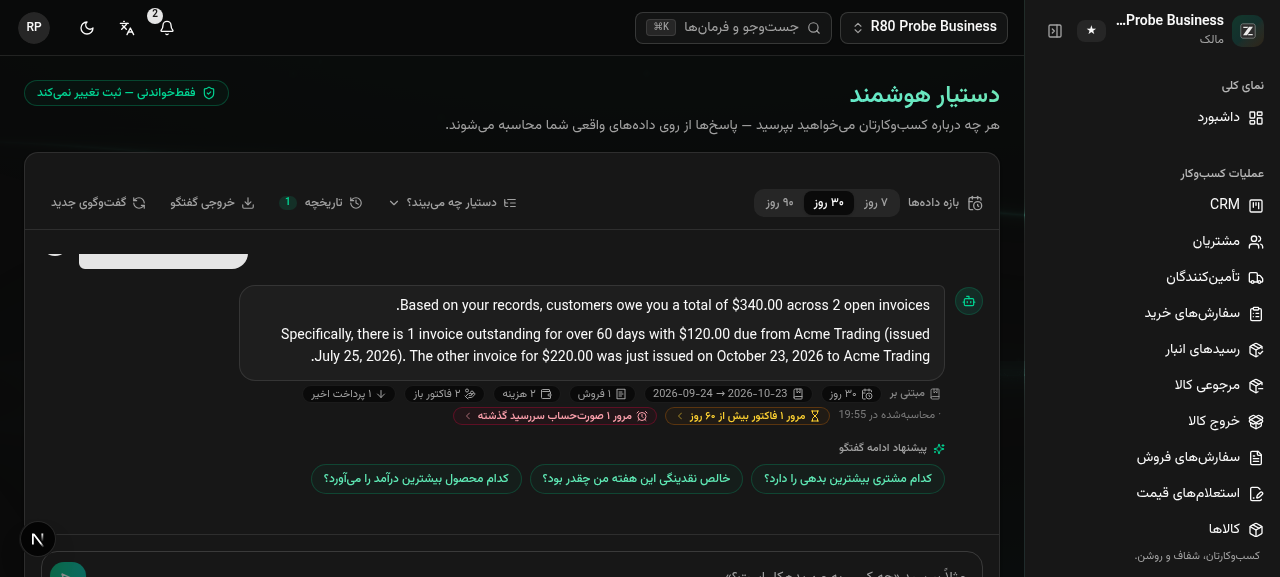 Probe Business...
مالک
R80 Probe Business
جست‌وجو و فرمان‌ها
⌘K
2
RP
نمای کلی
داشبورد
عملیات کسب‌وکار
CRM
مشتریان
تأمین‌کنندگان
سفارش‌های خرید
رسیدهای انبار
مرجوعی کالا
خروج کالا
سفارش‌های فروش
استعلام‌های قیمت
کالاها
کسب‌وکارتان، شفاف و روشن.
دستیار هوشمند
فقط‌خواندنی — ثبت تغییر نمی‌کند
هر چه درباره کسب‌وکارتان می‌خواهید بپرسید — پاسخ‌ها از روی داده‌های واقعی شما محاسبه می‌شوند.
بازه داده‌ها
۷ روز
۳۰ روز
۹۰ روز
دستیار چه می‌بیند؟
تاریخچه
1
خروجی گفتگو
گفت‌وگوی جدید
.Based on your records, customers owe you a total of $340.00 across 2 open invoices
Specifically, there is 1 invoice outstanding for over 60 days with $120.00 due from Acme Trading (issued
.July 25, 2026). The other invoice for $220.00 was just issued on October 23, 2026 to Acme Trading
مبتنی بر
۳۰ روز
2026-09-24 → 2026-10-23
۱ فروش
۲ هزینه
۲ فاکتور باز
۱ پرداخت اخیر
· محاسبه‌شده در 19:55
مرور ۱ فاکتور بیش از ۶۰ روز
مرور ۱ صورت‌حساب سررسید گذشته
پیشنهاد ادامه گفتگو
کدام مشتری بیشترین بدهی را دارد؟
خالص نقدینگی این هفته من چقدر بود؟
کدام محصول بیشترین درآمد را می‌آورد؟
N